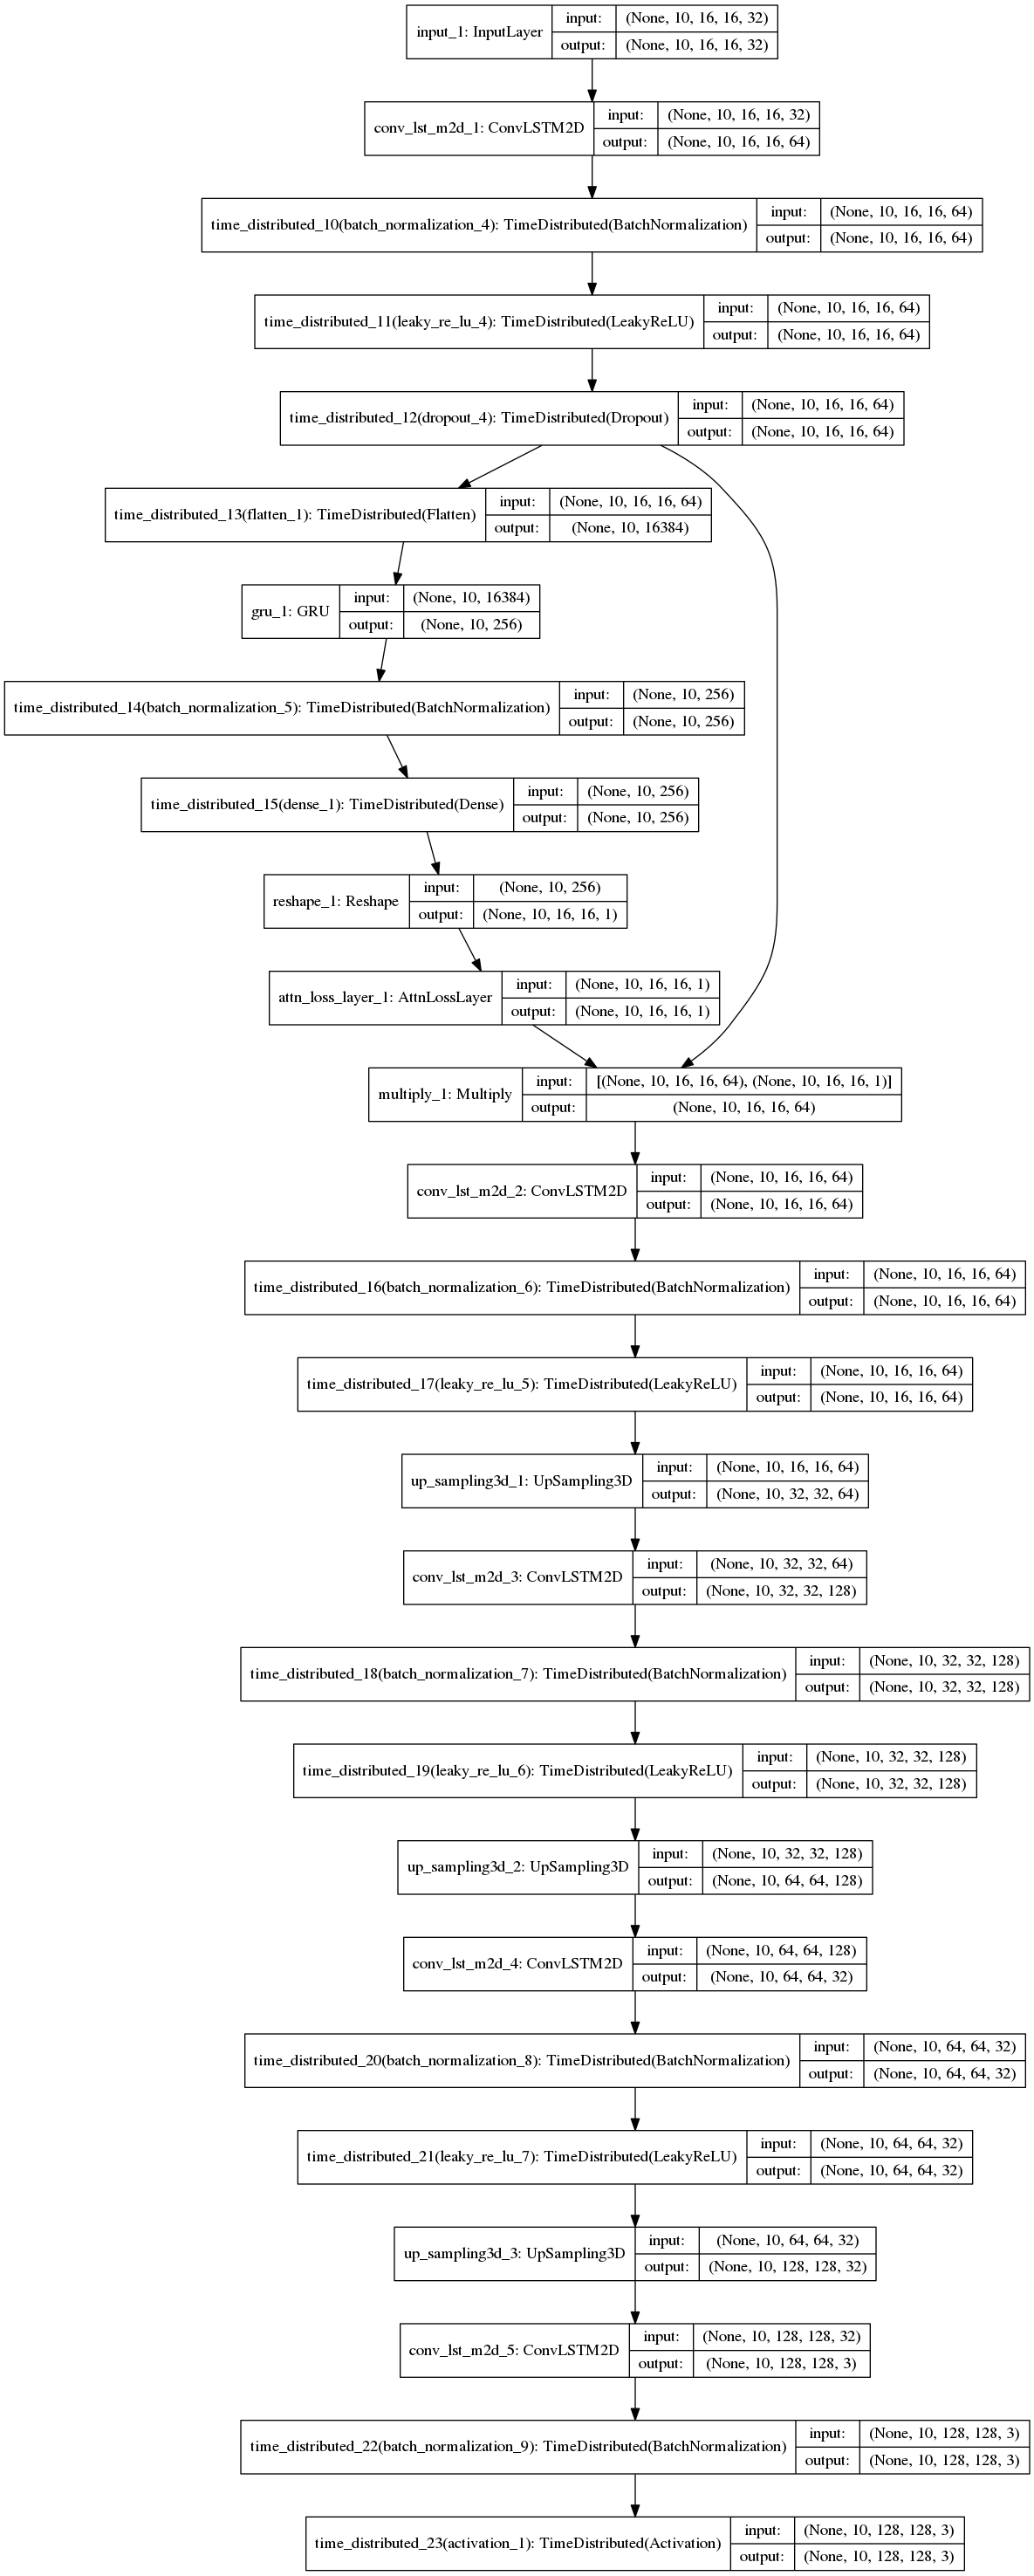 input_1: InputLayer
input:
(None, 10, 16, 16, 32)
output:
(None, 10, 16, 16, 32)
conv_lst_m2d_1: ConvLSTM2D
input:
(None, 10, 16, 16, 32)
output:
(None, 10, 16, 16, 64)
time_distributed_10(batch_normalization_4): TimeDistributed(BatchNormalization)
input:
(None, 10, 16, 16, 64)
output:
(None, 10, 16, 16, 64)
time_distributed_11(leaky_re_lu_4): TimeDistributed(LeakyReLU)
input:
(None, 10, 16, 16, 64)
output:
(None, 10, 16, 16, 64)
time_distributed_12(dropout_4): TimeDistributed(Dropout)
input:
(None, 10, 16, 16, 64)
output:
(None, 10, 16, 16, 64)
time_distributed_13(flatten_1): TimeDistributed(Flatten)
input:
(None, 10, 16, 16, 64)
output:
(None, 10, 16384)
gru_1: GRU
input:
(None, 10, 16384)
output:
(None, 10, 256)
time_distributed_14(batch_normalization_5): TimeDistributed(BatchNormalization)
input:
(None, 10, 256)
output:
(None, 10, 256)
time_distributed_15(dense_1): TimeDistributed(Dense)
input:
(None, 10, 256)
output:
(None, 10, 256)
reshape_1: Reshape
input:
(None, 10, 256)
output:
(None, 10, 16, 16, 1)
attn_loss_layer_1: AttnLossLayer
input:
(None, 10, 16, 16, 1)
output:
(None, 10, 16, 16, 1)
multiply_1: Multiply
input:
[(None, 10, 16, 16, 64), (None, 10, 16, 16, 1)]
output:
(None, 10, 16, 16, 64)
conv_lst_m2d_2: ConvLSTM2D
input:
(None, 10, 16, 16, 64)
output:
(None, 10, 16, 16, 64)
time_distributed_16(batch_normalization_6): TimeDistributed(BatchNormalization)
input:
(None, 10, 16, 16, 64)
output:
(None, 10, 16, 16, 64)
time_distributed_17(leaky_re_lu_5): TimeDistributed(LeakyReLU)
input:
(None, 10, 16, 16, 64)
output:
(None, 10, 16, 16, 64)
up_sampling3d_1: UpSampling3D
input:
(None, 10, 16, 16, 64)
output:
(None, 10, 32, 32, 64)
conv_lst_m2d_3: ConvLSTM2D
input:
(None, 10, 32, 32, 64)
output:
(None, 10, 32, 32, 128)
time_distributed_18(batch_normalization_7): TimeDistributed(BatchNormalization)
input:
(None, 10, 32, 32, 128)
output:
(None, 10, 32, 32, 128)
time_distributed_19(leaky_re_lu_6): TimeDistributed(LeakyReLU)
input:
(None, 10, 32, 32, 128)
output:
(None, 10, 32, 32, 128)
up_sampling3d_2: UpSampling3D
input:
(None, 10, 32, 32, 128)
output:
(None, 10, 64, 64, 128)
conv_lst_m2d_4: ConvLSTM2D
input:
(None, 10, 64, 64, 128)
output:
(None, 10, 64, 64, 32)
time_distributed_20(batch_normalization_8): TimeDistributed(BatchNormalization)
input:
(None, 10, 64, 64, 32)
output:
(None, 10, 64, 64, 32)
time_distributed_21(leaky_re_lu_7): TimeDistributed(LeakyReLU)
input:
(None, 10, 64, 64, 32)
output:
(None, 10, 64, 64, 32)
up_sampling3d_3: UpSampling3D
input:
(None, 10, 64, 64, 32)
output:
(None, 10, 128, 128, 32)
conv_lst_m2d_5: ConvLSTM2D
input:
(None, 10, 128, 128, 32)
output:
(None, 10, 128, 128, 3)
time_distributed_22(batch_normalization_9): TimeDistributed(BatchNormalization)
input:
(None, 10, 128, 128, 3)
output:
(None, 10, 128, 128, 3)
time_distributed_23(activation_1): TimeDistributed(Activation)
input:
(None, 10, 128, 128, 3)
output:
(None, 10, 128, 128, 3)